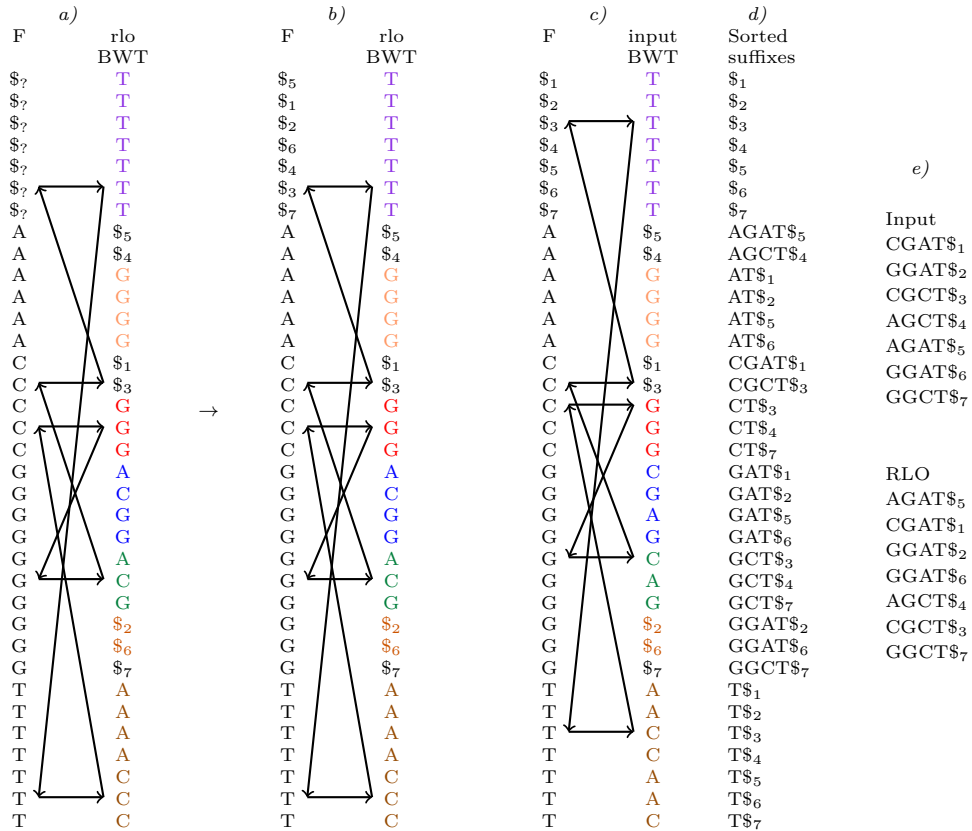 a) b) c) d)
F rlo F rlo F input Sorted
BWT BWT BWT suffixes
$? T $5 T $1 T $1
$? T $1 T $2 T $2
$? T $2 T $3 T $3
$? T $6 T $4 T $4
$? T $4 T $5 T $5
$? T $3 T $6 T $6
$? T $7 T $7 T $7
A $5 A $5 A $5 AGAT$5
A $4 A $4 A $4 AGCT$4
A G A G A G AT$1
A G A G A G AT$2
A G A G A G AT$5
A G A G A G AT$6
C $1 C $1 C $1 CGAT$1
C $3 C $3 C $3 CGCT$3
C G C G C G CT$3
C G → C G C G CT$4
C G C G C G CT$7
G A G A G C GAT$1
G C G C G G GAT$2
G G G G G A GAT$5
G G G G G G GAT$6
G A G A G C GCT$3
G C G C G A GCT$4
G G G G G G GCT$7
G $2 G $2 G $2 GGAT$2
G $6 G $6 G $6 GGAT$6
G $7 G $7 G $7 GGCT$7
T A T A T A T$1
T A T A T A T$2
T A T A T C T$3
T A T A T C T$4
T C T C T A T$5
T C T C T A T$6
T C T C T C T$7
e)
Input
CGAT$1
GGAT$2
CGCT$3
AGCT$4
AGAT$5
GGAT$6
GGCT$7
RLO
AGAT$5
CGAT$1
GGAT$2
GGAT$6
AGCT$4
CGCT$3
GGCT$7